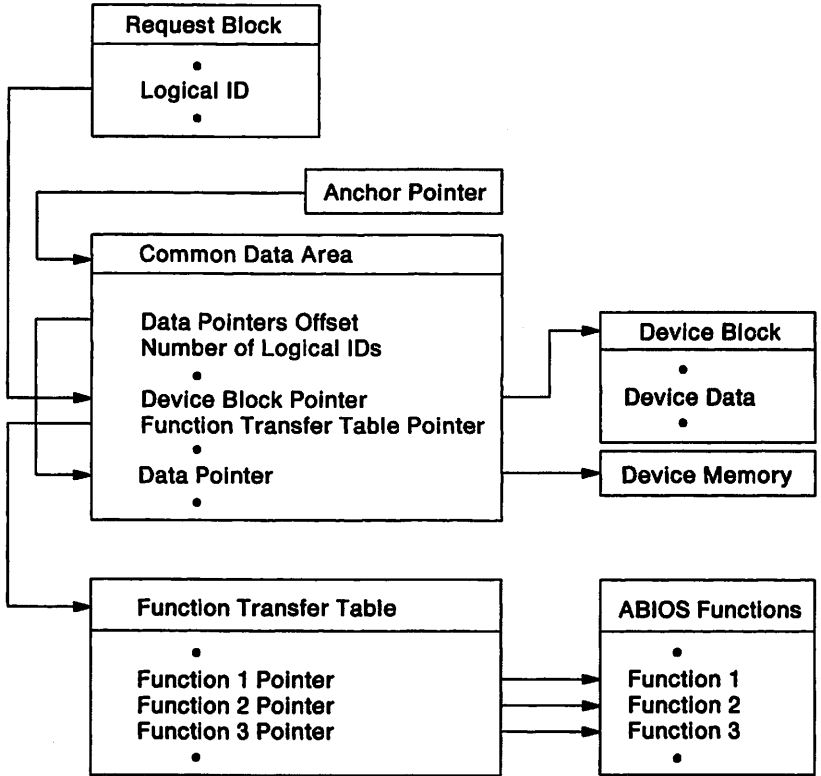 Request Block
Logical ID
Anchor Pointer
Common Data Area
Data Pointers Offset
Number of Logical IDs
Device Block Pointer
Function Transfer Table Pointer
Data Pointer
Device Block
Device Data
Device Memory
Function Transfer Table
Function 1 Pointer
Function 2 Pointer
Function 3 Pointer
ABIOS Functions
Function 1
Function 2
Function 3